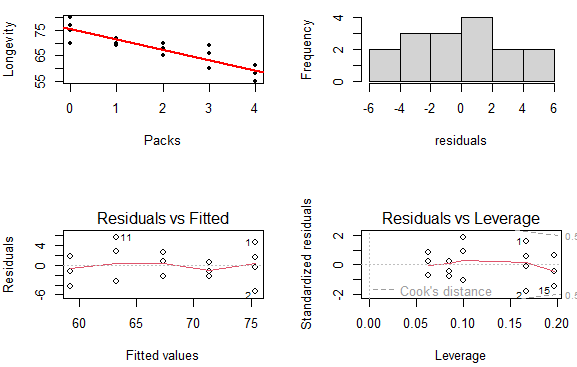 Longevity
55 65 75
0 1 2 3 4
Packs
Frequency
0 2 4
-6 -4 -2 0 2 4 6
residuals
Residuals vs Fitted
Residuals
-6 0 4
11
1
2
60 65 70 75
Fitted values
Residuals vs Leverage
Standardized residuals
-2 0 2
1
2
15
0.5
0.5
Cook's distance
0.00 0.05 0.10 0.15 0.20
Leverage